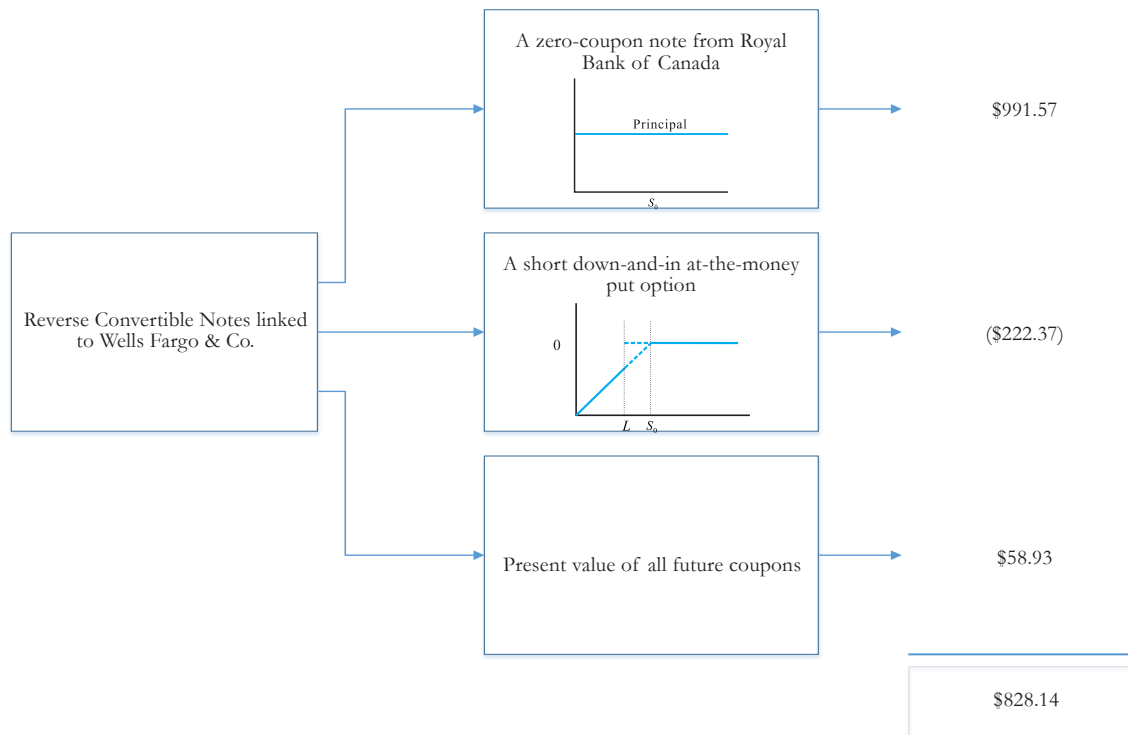 A zero-coupon note from Royal
Bank of Canada
Principal
S₀
$991.57
Reverse Convertible Notes linked
to Wells Fargo & Co.
A short down-and-in at-the-money
put option
0
L S₀
($222.37)
Present value of all future coupons
$58.93
$828.14